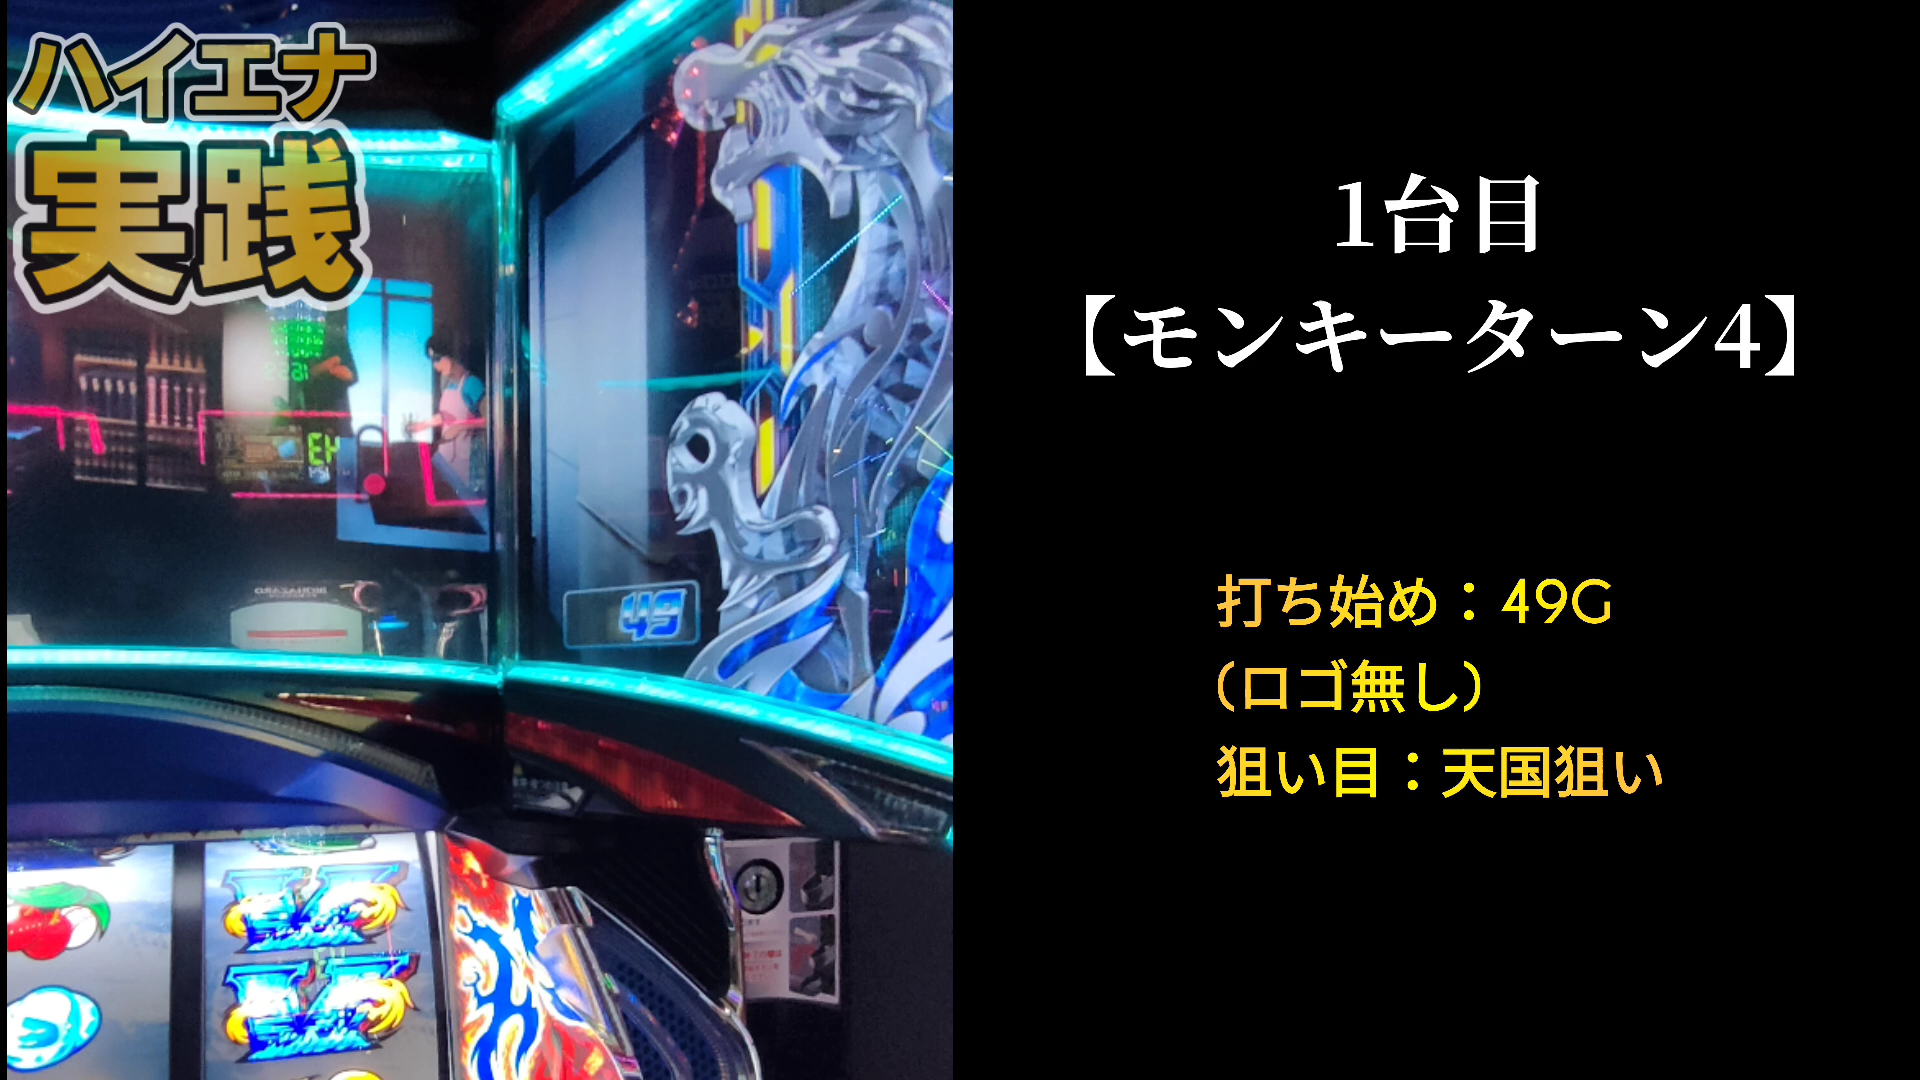 ハイエナ
実践
1台目
【モンキーターン4】
49
打ち始め：49G
(ロゴ無し)
狙い目：天国狙い